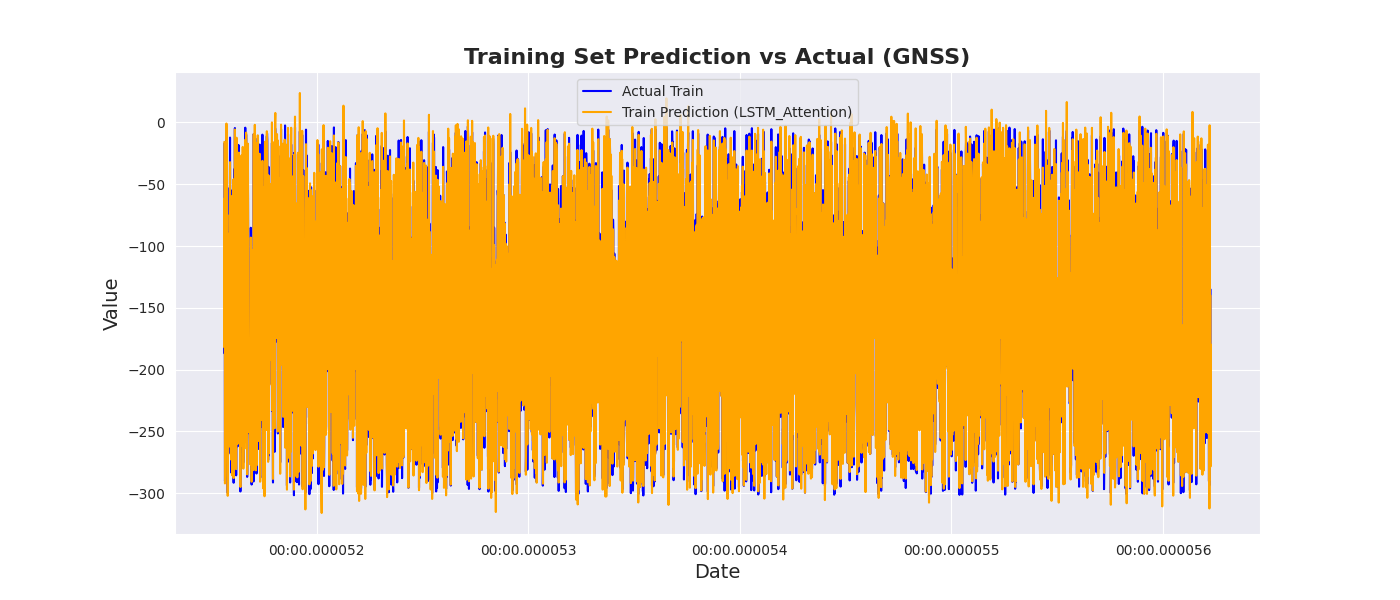 Training Set Prediction vs Actual (GNSS)
Actual Train
Train Prediction (LSTM_Attention)
Value
0
−50
−100
−150
−200
−250
−300
00:00.000052 00:00.000053 00:00.000054 00:00.000055 00:00.000056
Date